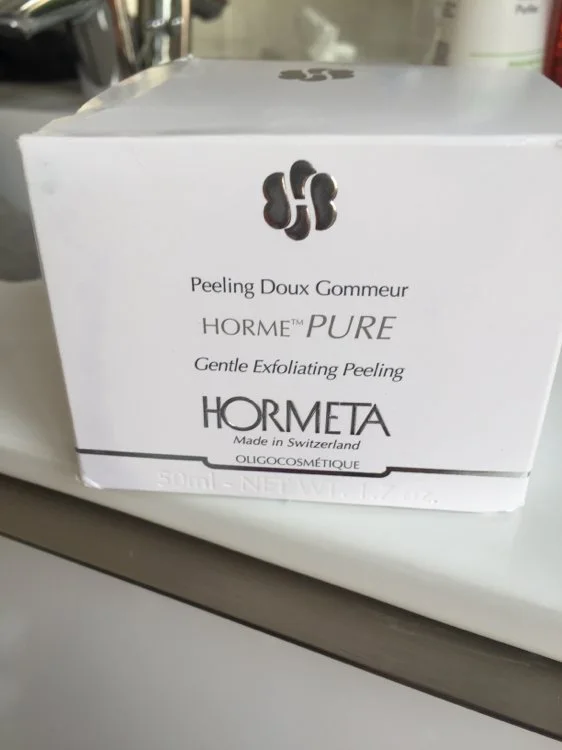 Peeling Doux Gommeur
HORME™ PURE
Gentle Exfoliating Peeling
HORMETA
Made in Switzerland
OLIGOCOSMÉTIQUE
50ml - NET WT. 1.7 oz.